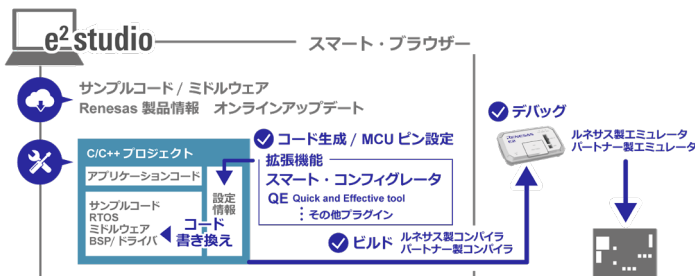 e² studio
スマート・ブラウザー
サンプルコード / ミドルウェア
Renesas 製品情報　オンラインアップデート
デバッグ
RENESAS
ルネサス製エミュレータ
パートナー製エミュレータ
コード生成 / MCU ピン設定
C/C++ プロジェクト
拡張機能
アプリケーションコード
スマート・コンフィグレータ
設定
情報
QE Quick and Effective tool
その他プラグイン
サンプルコード
RTOS
ミドルウェア
BSP/ ドライバ
コード
書き換え
ビルド
ルネサス製コンパイラ
パートナー製コンパイラ